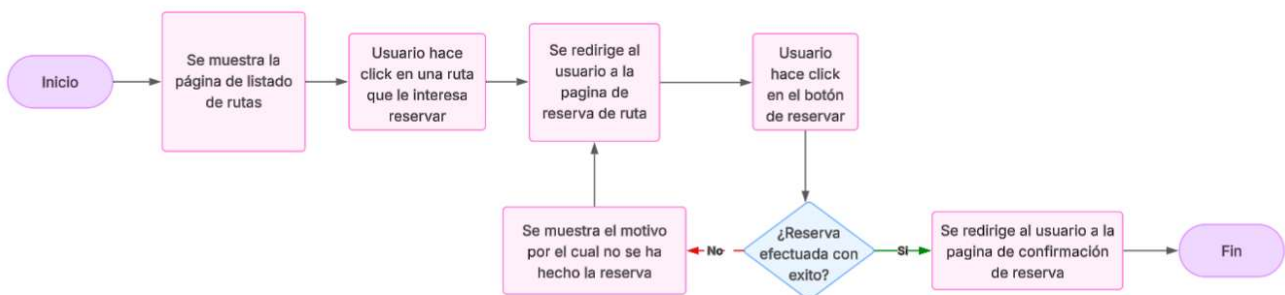 Inicio
Se muestra la
página de listado
de rutas
Usuario hace
click en una ruta
que le interesa
reservar
Se redirige al
usuario a la
pagina de
reserva de ruta
Usuario
hace click
en el botón
de reservar
Se muestra el motivo
por el cual no se ha
hecho la reserva
No
¿Reserva
efectuada con
exito?
Si
Se redirige al usuario a la
pagina de confirmación
de reserva
Fin